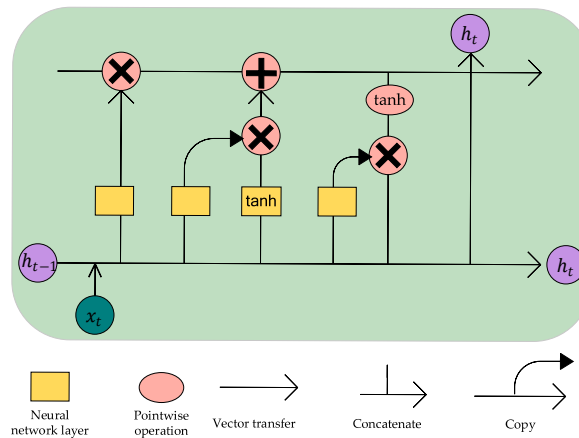 h_t
tanh
tanh
h_{t−1}
h_t
x_t
Neural
network layer
Pointwise
operation
Vector transfer
Concatenate
Copy